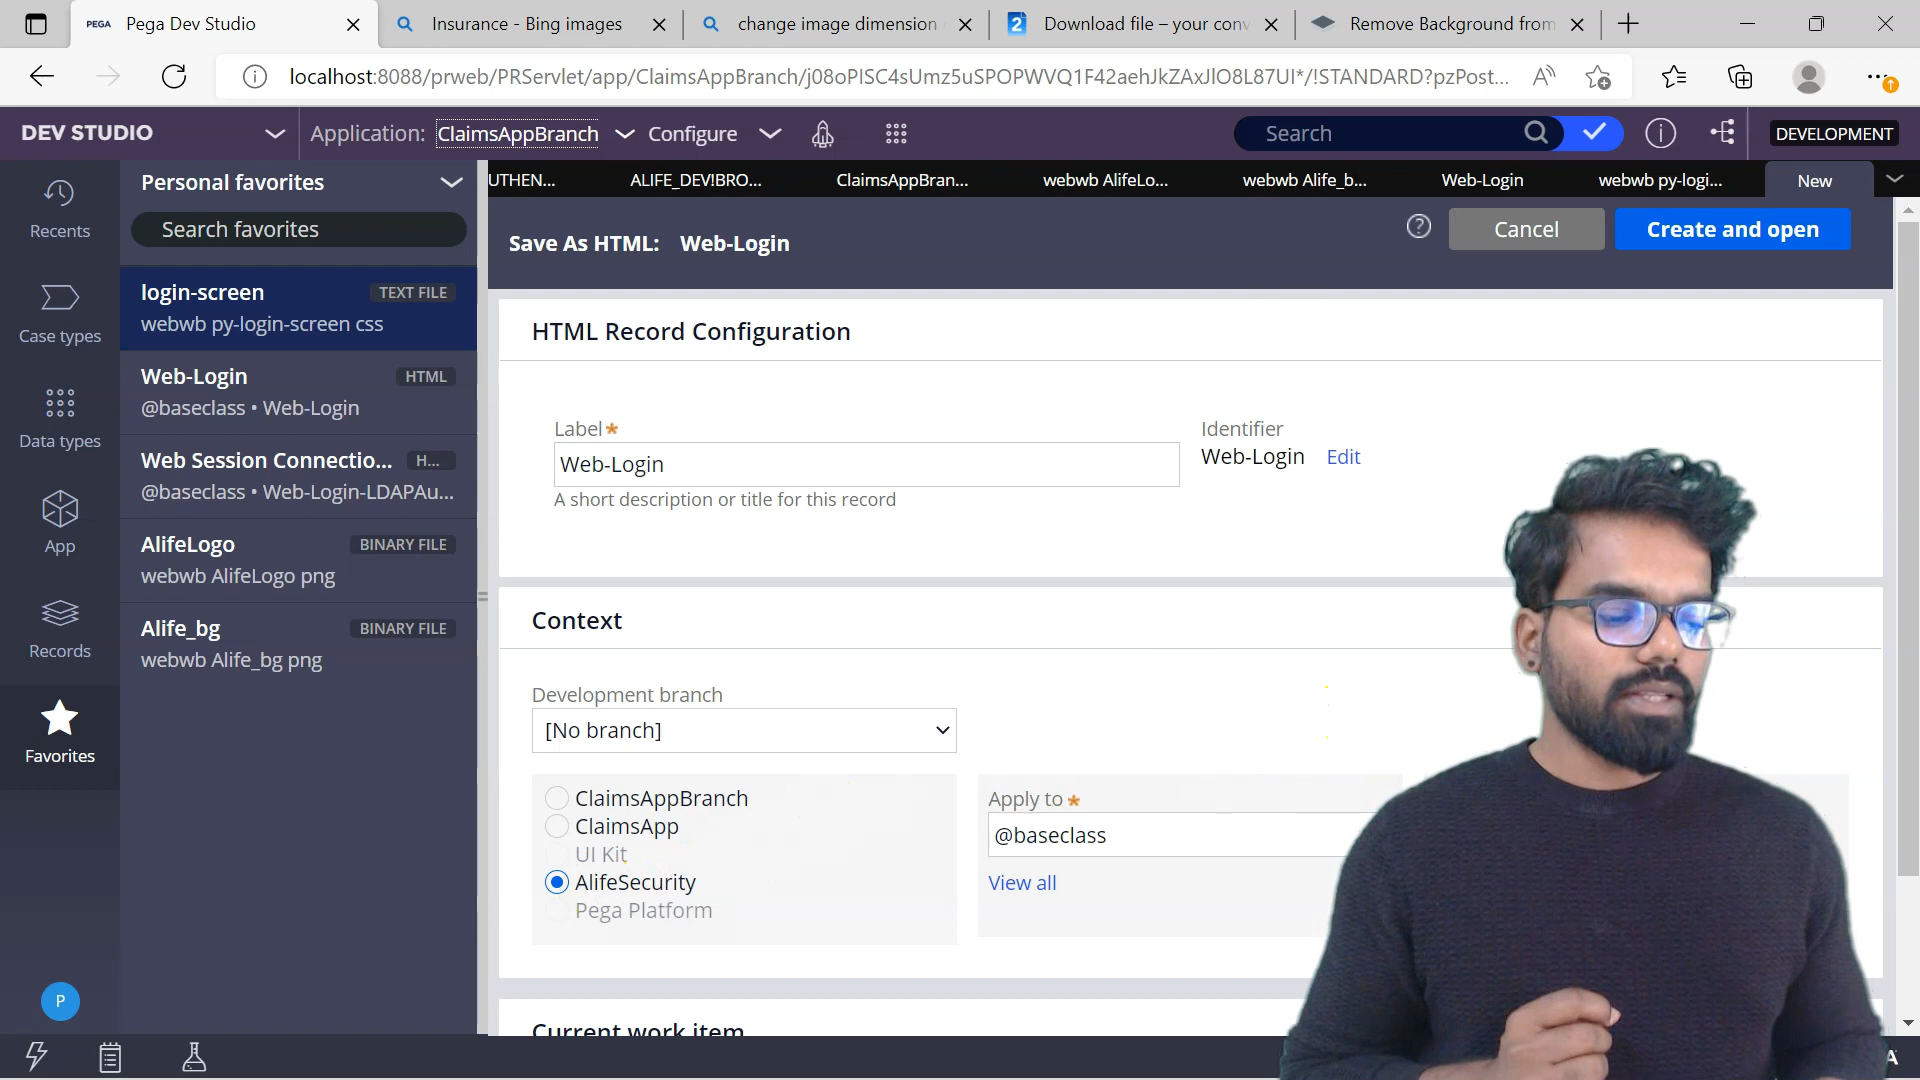 PEGA Pega Dev Studio
Insurance - Bing images
change image dimension
2 Download file – your conv
Remove Background from
localhost:8088/prweb/PRServlet/app/ClaimsAppBranch/j08oPISC4sUmz5uSPOPWVQ1F42aehJkZAxJlO8L87UI*/!STANDARD?pzPost...
DEV STUDIO
Application: ClaimsAppBranch
Configure
Search
DEVELOPMENT
Recents
Case types
Data types
App
Records
Favorites
P
Personal favorites
Search favorites
login-screen TEXT FILE
webwb py-login-screen css
Web-Login HTML
@baseclass • Web-Login
Web Session Connectio... H...
@baseclass • Web-Login-LDAPAu...
AlifeLogo BINARY FILE
webwb AlifeLogo png
Alife_bg BINARY FILE
webwb Alife_bg png
UTHEN...
ALIFE_DEV!BRO...
ClaimsAppBran...
webwb AlifeLo...
webwb Alife_b...
Web-Login
webwb py-logi...
New
Save As HTML: Web-Login
Cancel
Create and open
HTML Record Configuration
Label*
Web-Login
A short description or title for this record
Identifier
Web-Login Edit
Context
Development branch
[No branch]
ClaimsAppBranch
ClaimsApp
UI Kit
AlifeSecurity
Pega Platform
Apply to *
@baseclass
View all
Current work item